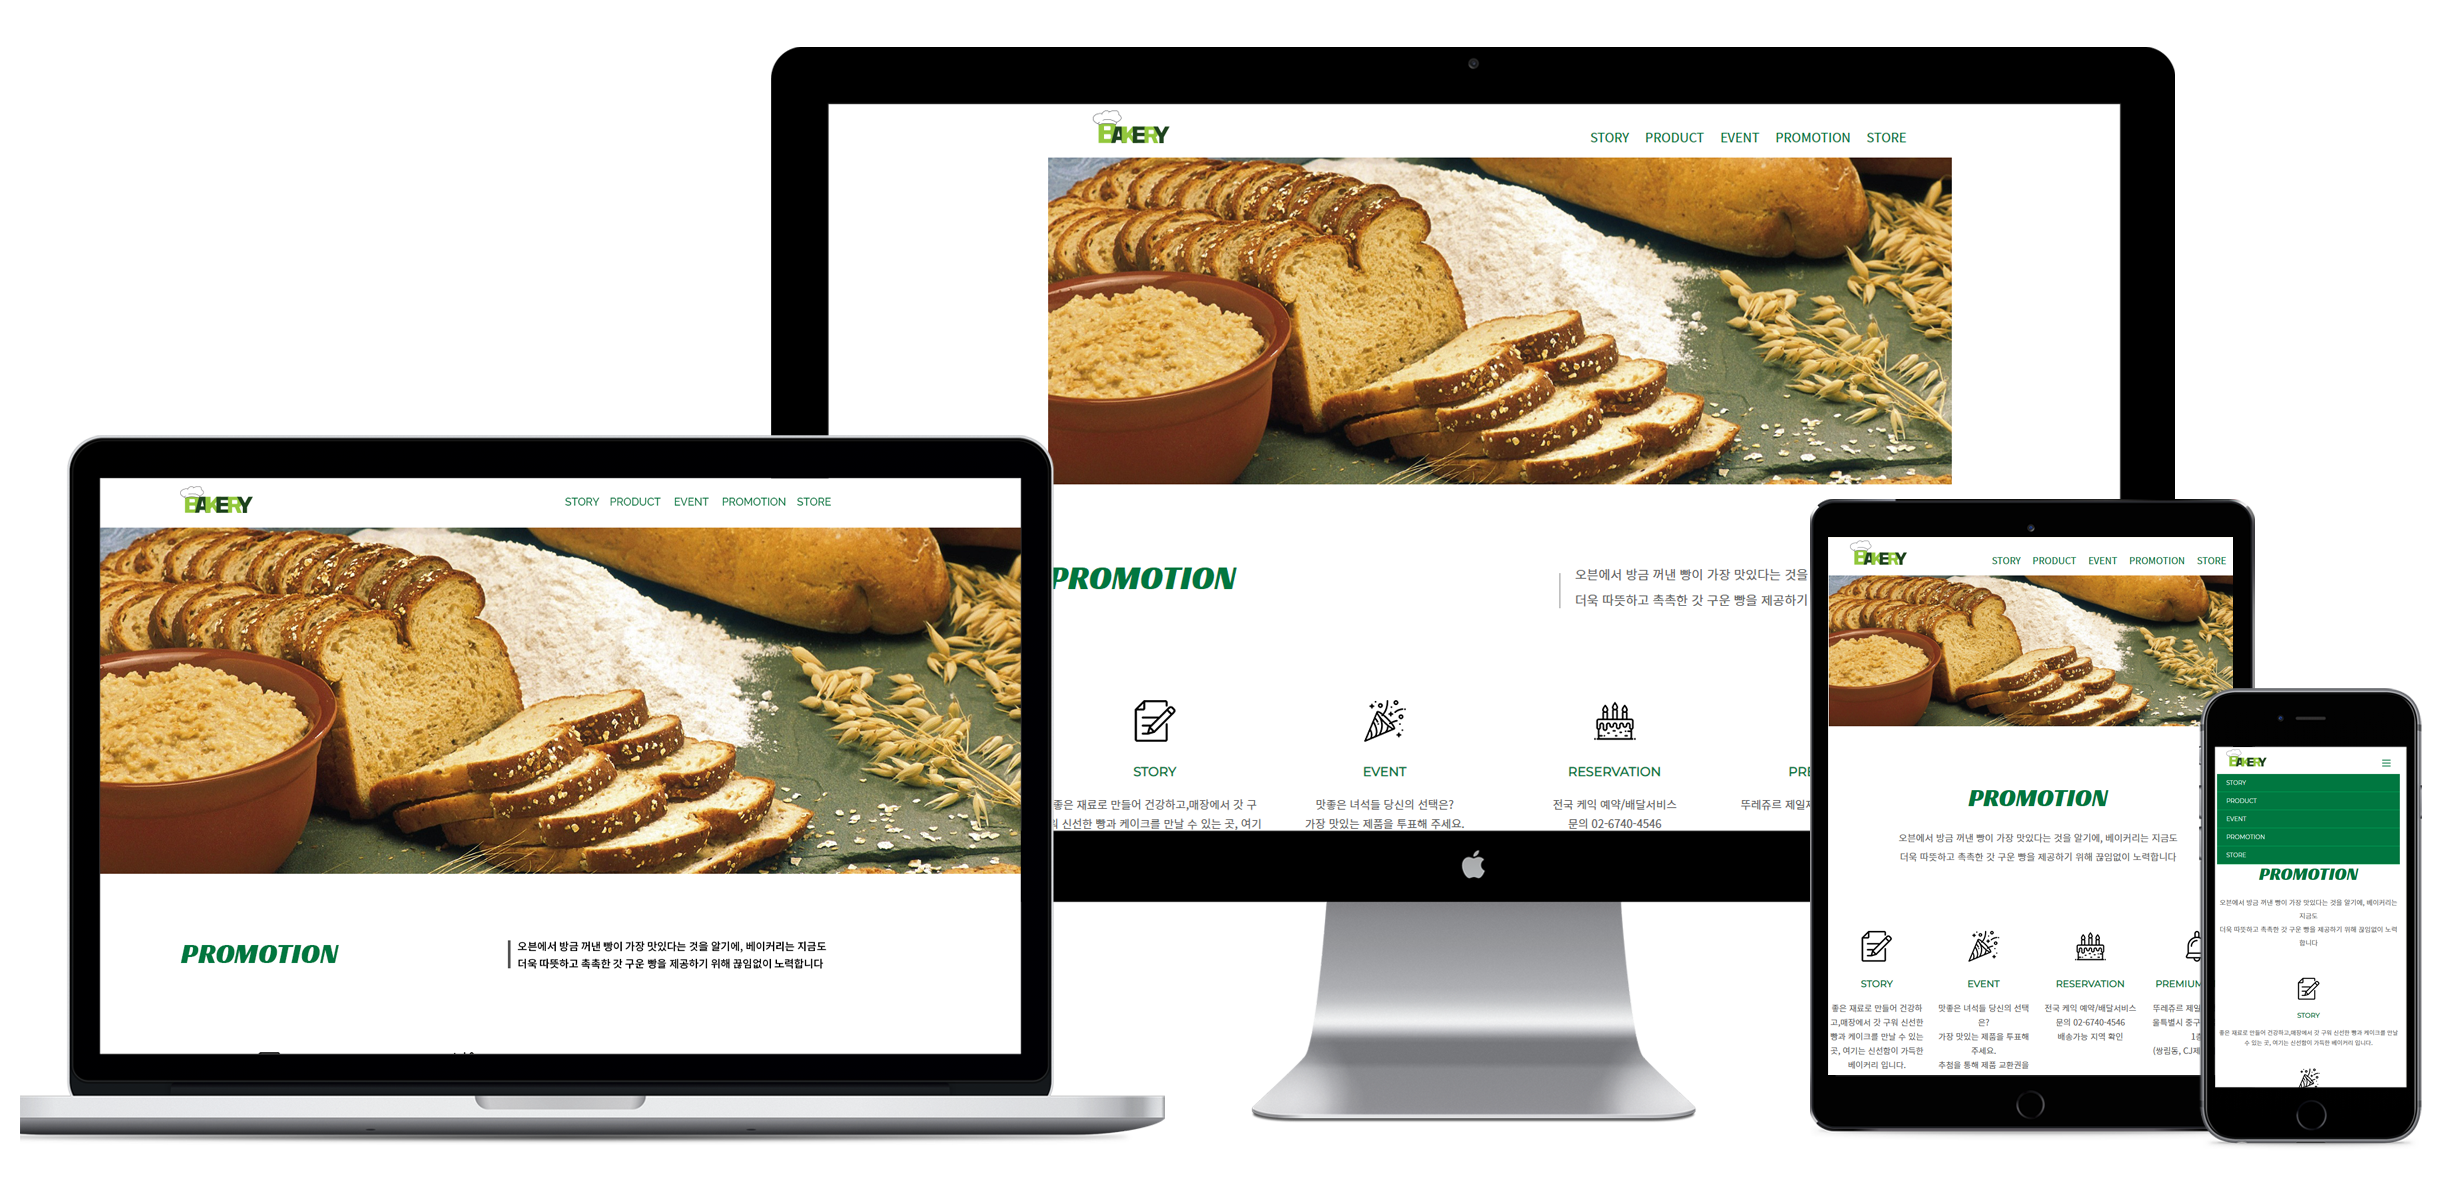 BAKERY
STORY PRODUCT EVENT PROMOTION STORE
PROMOTION
오븐에서 방금 꺼낸 빵이 가장 맛있다는 것을
더욱 따뜻하고 촉촉한 갓 구운 빵을 제공하기
STORY
좋은 재료로 만들어 건강하고,매장에서 갓 구
신선한 빵과 케이크를 만날 수 있는 곳, 여기
EVENT
맛좋은 녀석들 당신의 선택은?
가장 맛있는 제품을 투표해 주세요.
RESERVATION
전국 케익 예약/배달서비스
문의 02-6740-4546
뚜레쥬르
BAKERY
STORY PRODUCT EVENT PROMOTION STORE
PROMOTION
오븐에서 방금 꺼낸 빵이 가장 맛있다는 것을 알기에, 베이커리는 지금도
더욱 따뜻하고 촉촉한 갓 구운 빵을 제공하기 위해 끊임없이 노력합니다
BAKERY
STORY PRODUCT EVENT PROMOTION STORE
PROMOTION
오븐에서 방금 꺼낸 빵이 가장 맛있다는 것을 알기에, 베이커리는 지금도
더욱 따뜻하고 촉촉한 갓 구운 빵을 제공하기 위해 끊임없이 노력합니다
STORY
좋은 재료로 만들어 건강하
고,매장에서 갓 구워 신선한
빵과 케이크를 만날 수 있는
곳, 여기는 신선함이 가득한
베이커리 입니다.
EVENT
맛좋은 녀석들 당신의 선택
은?
가장 맛있는 제품을 투표해
주세요.
추첨을 통해 제품 교환권을
RESERVATION
전국 케익 예약/배달서비스
문의 02-6740-4546
배송가능 지역 확인
PREMIUM
뚜레쥬르 제일
울특별시 중구
(쌍림동, CJ제
BAKERY
STORY
PRODUCT
EVENT
PROMOTION
STORE
PROMOTION
오븐에서 방금 꺼낸 빵이 가장 맛있다는 것을 알기에, 베이커리는
지금도
더욱 따뜻하고 촉촉한 갓 구운 빵을 제공하기 위해 끊임없이 노력
합니다
STORY
좋은 재료로 만들어 건강하고,매장에서 갓 구워 신선한 빵과 케이크를 만날
수 있는 곳, 여기는 신선함이 가득한 베이커리 입니다.